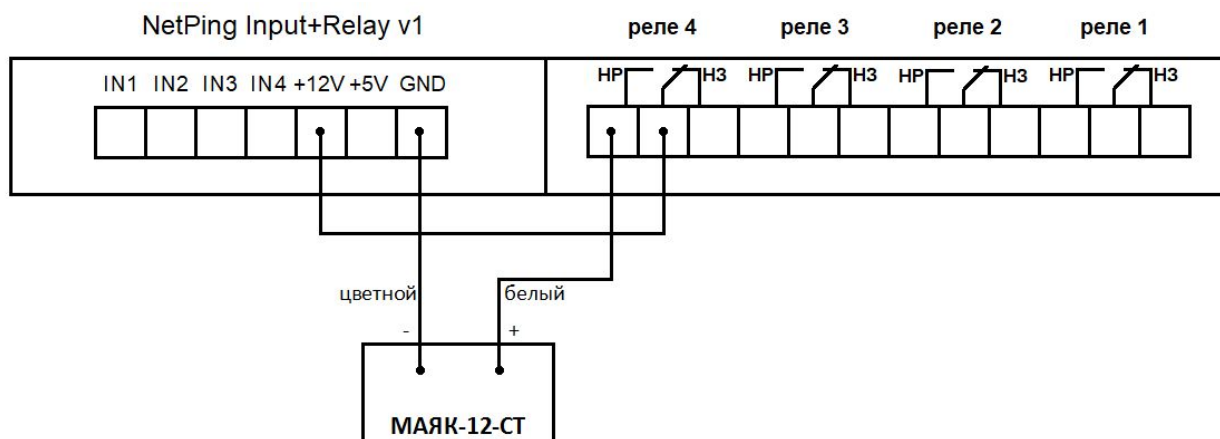 NetPing Input+Relay v1
реле 4 реле 3 реле 2 реле 1
НР НЗ НР НЗ НР НЗ НР НЗ
IN1 IN2 IN3 IN4 +12V +5V GND
цветной белый
- +
МАЯК-12-СТ